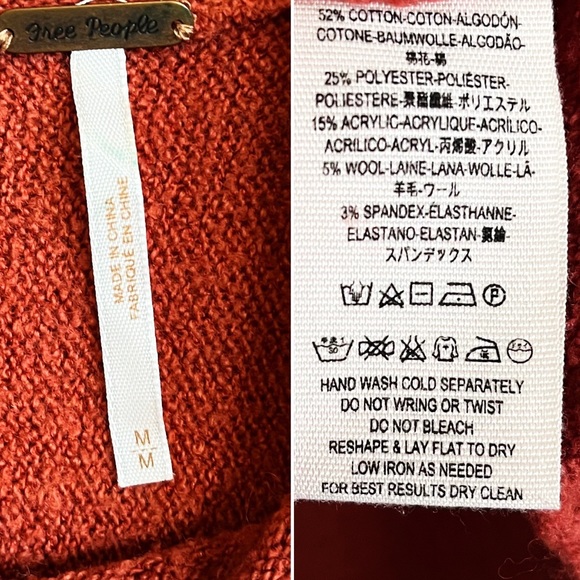 Free People
MADE IN CHINA
FABRIQUÉ EN CHINE
M
M
52% COTTON-COTON-ALGODÓN-
COTONE-BAUMWOLLE-ALGODÃO-
棉花-綿
25% POLYESTER-POLIÉSTER-
POLIESTERE-聚酯纖維-ポリエステル
15% ACRYLIC-ACRYLIQUE-ACRÍLICO-
ACRILICO-ACRYL-丙烯酸-アクリル
5% WOOL-LAINE-LANA-WOLLE-LÃ-
羊毛-ウール
3% SPANDEX-ÉLASTHANNE-
ELASTANO-ELASTAN-氨綸-
スパンデックス
P
30
HAND WASH COLD SEPARATELY
DO NOT WRING OR TWIST
DO NOT BLEACH
RESHAPE & LAY FLAT TO DRY
LOW IRON AS NEEDED
FOR BEST RESULTS DRY CLEAN